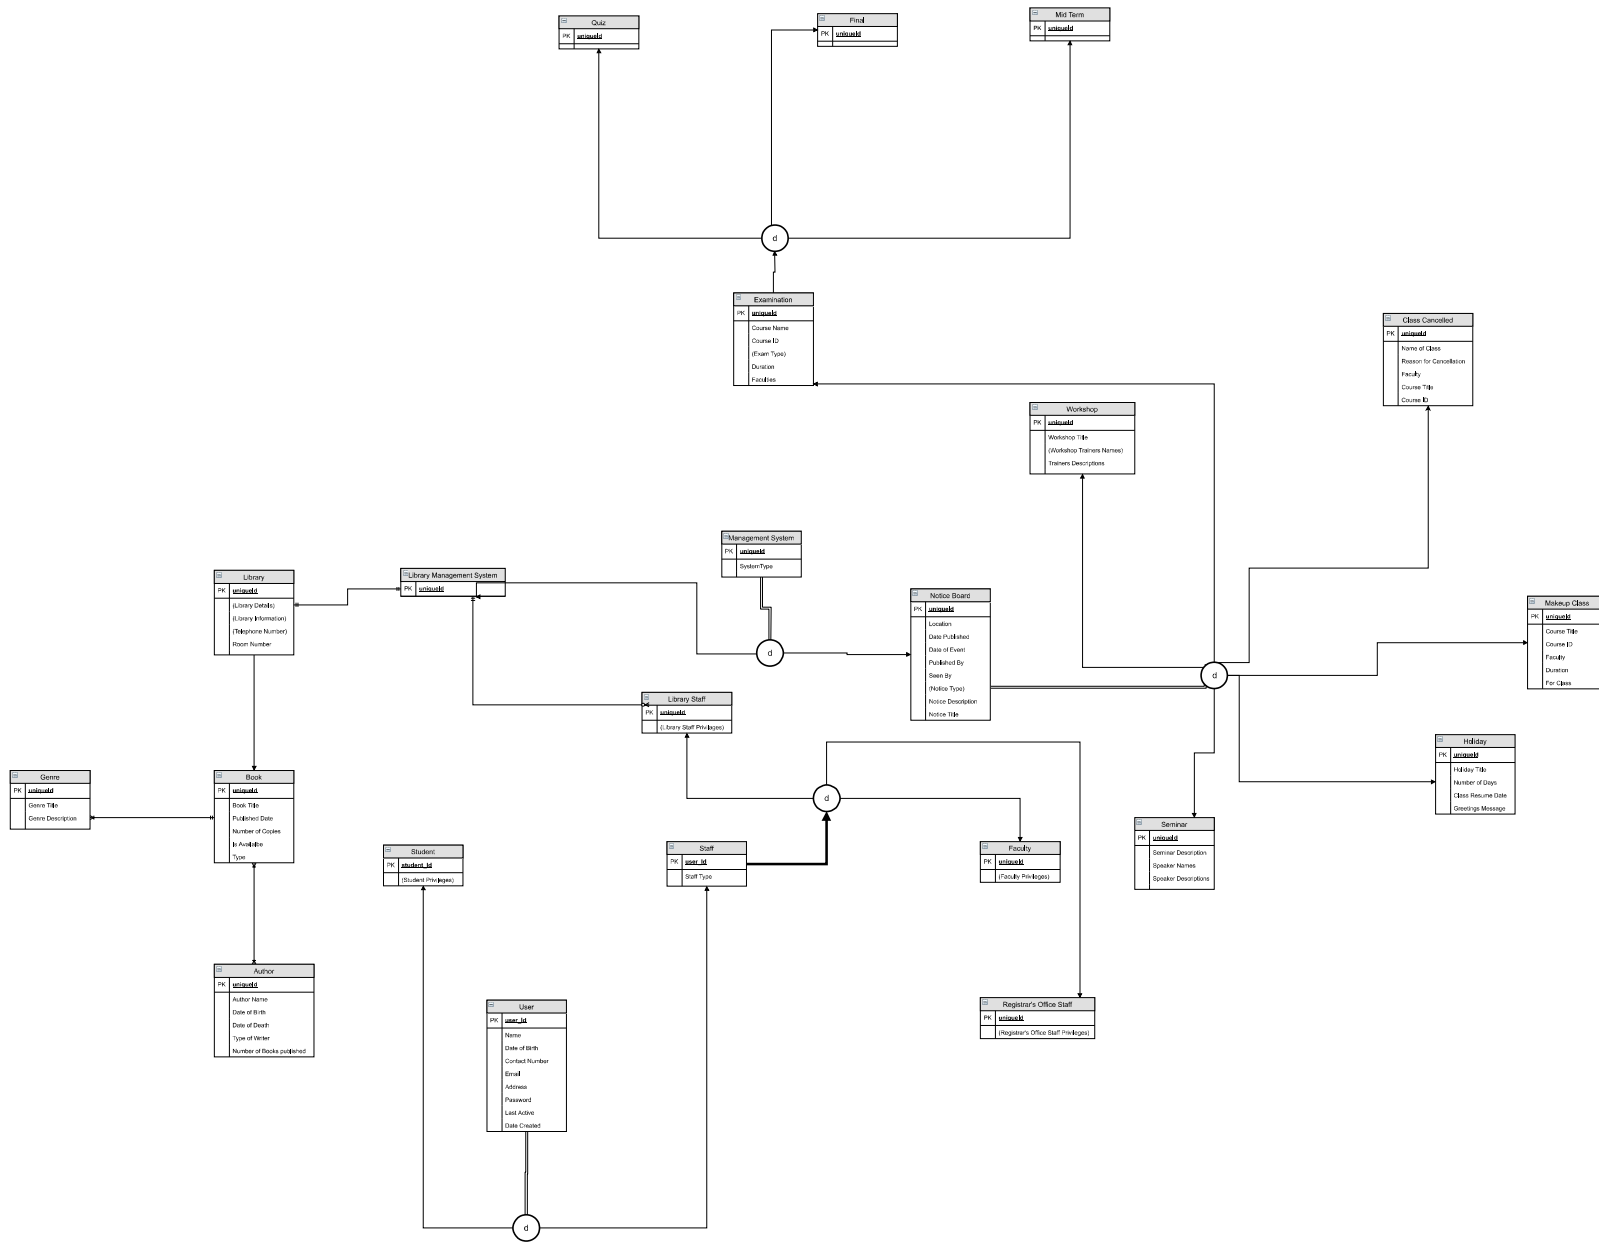 Quiz
PK uniqueId
Final
PK uniqueId
Mid Term
PK uniqueId
d
Examination
PK uniqueId
Course Name
Course ID
(Exam Type)
Duration
Faculties
Class Cancelled
PK uniqueId
Name of Class
Reason for Cancellation
Faculty
Course Title
Course ID
Workshop
PK uniqueId
Workshop Title
(Workshop Trainers Names)
Trainers Descriptions
Management System
PK uniqueId
SystemType
Library
PK uniqueId
(Library Details)
(Library Information)
(Telephone Number)
Room Number
Library Management System
PK uniqueId
Notice Board
PK uniqueId
Location
Date Published
Date of Event
Published By
Seen By
(Notice Type)
Notice Description
Notice Title
Makeup Class
PK uniqueId
Course Title
Course ID
Faculty
Duration
For Class
d
d
Library Staff
PK uniqueId
(Library Staff Privilages)
Holiday
PK uniqueId
Holiday Title
Number of Days
Class Resume Date
Greetings Message
Genre
PK uniqueId
Genre Title
Genre Description
Book
PK uniqueId
Book Title
Published Date
Number of Copies
Is Availalbe
Type
d
Seminar
PK uniqueId
Seminar Description
Speaker Names
Speaker Descriptions
Student
PK student_Id
(Student Privileges)
Staff
PK user_Id
Staff Type
Faculty
PK uniqueId
(Faculty Privileges)
Author
PK uniqueId
Author Name
Date of Birth
Date of Death
Type of Writer
Number of Books published
User
PK user_Id
Name
Date of Birth
Contact Number
Email
Address
Password
Last Active
Date Created
Registrar's Office Staff
PK uniqueId
(Registrar's Office Staff Privileges)
d